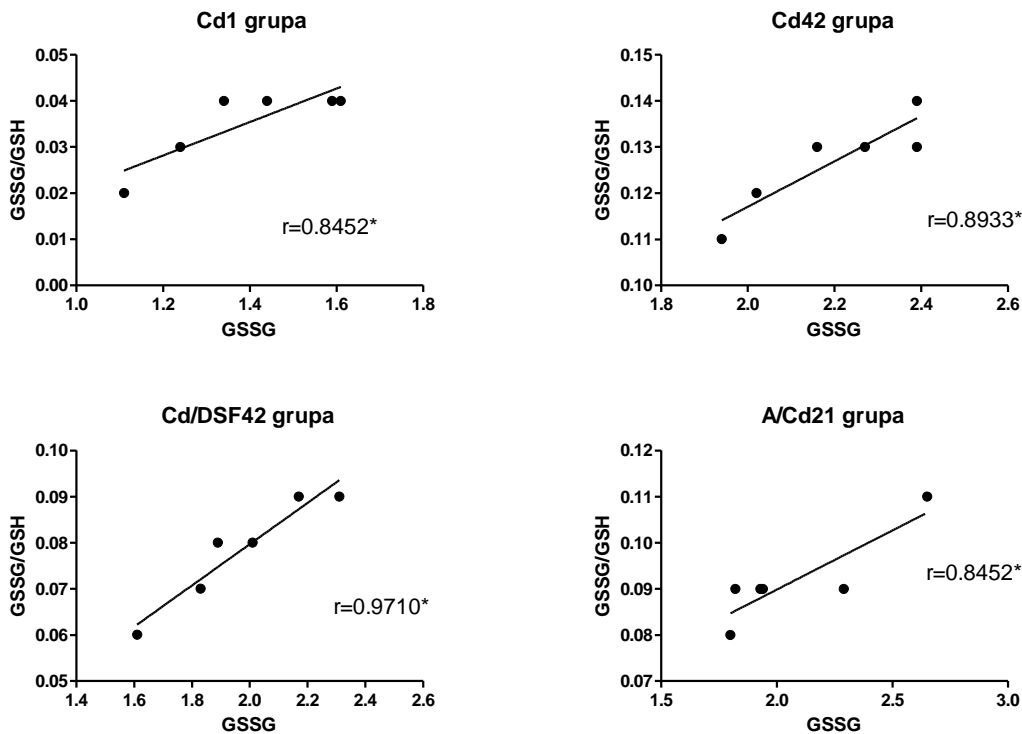 Cd1 grupa
0.05
0.04
0.03
0.02
0.01
0.00
GSSG/GSH
r=0.8452*
1.0 1.2 1.4 1.6 1.8
GSSG
Cd42 grupa
0.15
0.14
0.13
0.12
0.11
0.10
GSSG/GSH
r=0.8933*
1.8 2.0 2.2 2.4 2.6
GSSG
Cd/DSF42 grupa
0.10
0.09
0.08
0.07
0.06
0.05
GSSG/GSH
r=0.9710*
1.4 1.6 1.8 2.0 2.2 2.4 2.6
GSSG
A/Cd21 grupa
0.12
0.11
0.10
0.09
0.08
0.07
GSSG/GSH
r=0.8452*
1.5 2.0 2.5 3.0
GSSG